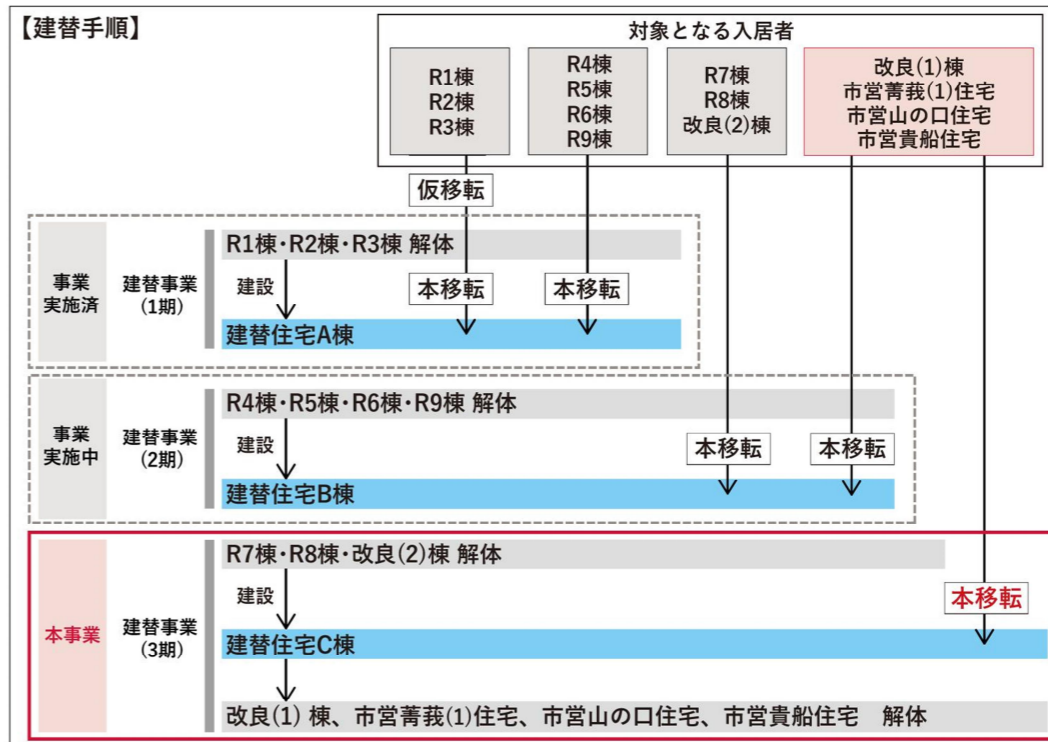 【建替手順】
対象となる入居者
R1棟
R2棟
R3棟
R4棟
R5棟
R6棟
R9棟
R7棟
R8棟
改良(2)棟
改良(1)棟
市営菁莪(1)住宅
市営山の口住宅
市営貴船住宅
仮移転
事業
実施済
建替事業
(1期)
R1棟・R2棟・R3棟 解体
建設
本移転
本移転
建替住宅A棟
事業
実施中
建替事業
(2期)
R4棟・R5棟・R6棟・R9棟 解体
建設
本移転
本移転
建替住宅B棟
本事業
建替事業
(3期)
R7棟・R8棟・改良(2)棟 解体
建設
本移転
建替住宅C棟
改良(1) 棟、市営菁莪(1)住宅、市営山の口住宅、市営貴船住宅　解体